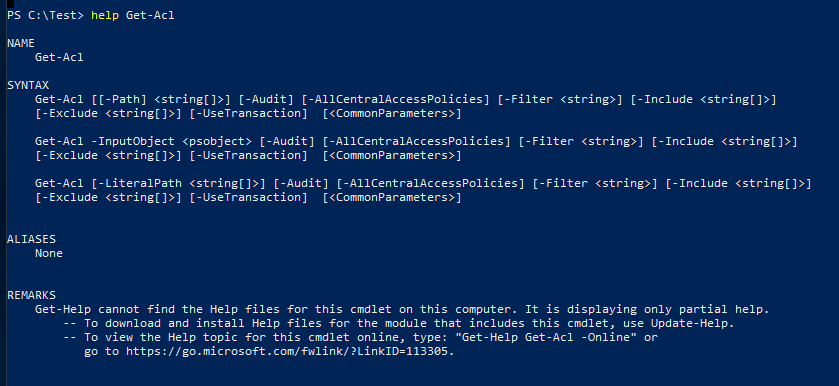 PS C:\Test> help Get-Acl
NAME
Get-Acl
SYNTAX
Get-Acl [[-Path] <string[]>] [-Audit] [-AllCentralAccessPolicies] [-Filter <string>] [-Include <string[]>]
[-Exclude <string[]>] [-UseTransaction]  [<CommonParameters>]
Get-Acl -InputObject <psobject> [-Audit] [-AllCentralAccessPolicies] [-Filter <string>] [-Include <string[]>]
[-Exclude <string[]>] [-UseTransaction]  [<CommonParameters>]
Get-Acl [-LiteralPath <string[]>] [-Audit] [-AllCentralAccessPolicies] [-Filter <string>] [-Include <string[]>]
[-Exclude <string[]>] [-UseTransaction]  [<CommonParameters>]
ALIASES
None
REMARKS
Get-Help cannot find the Help files for this cmdlet on this computer. It is displaying only partial help.
-- To download and install Help files for the module that includes this cmdlet, use Update-Help.
-- To view the Help topic for this cmdlet online, type: "Get-Help Get-Acl -Online" or
go to https://go.microsoft.com/fwlink/?LinkID=113305.